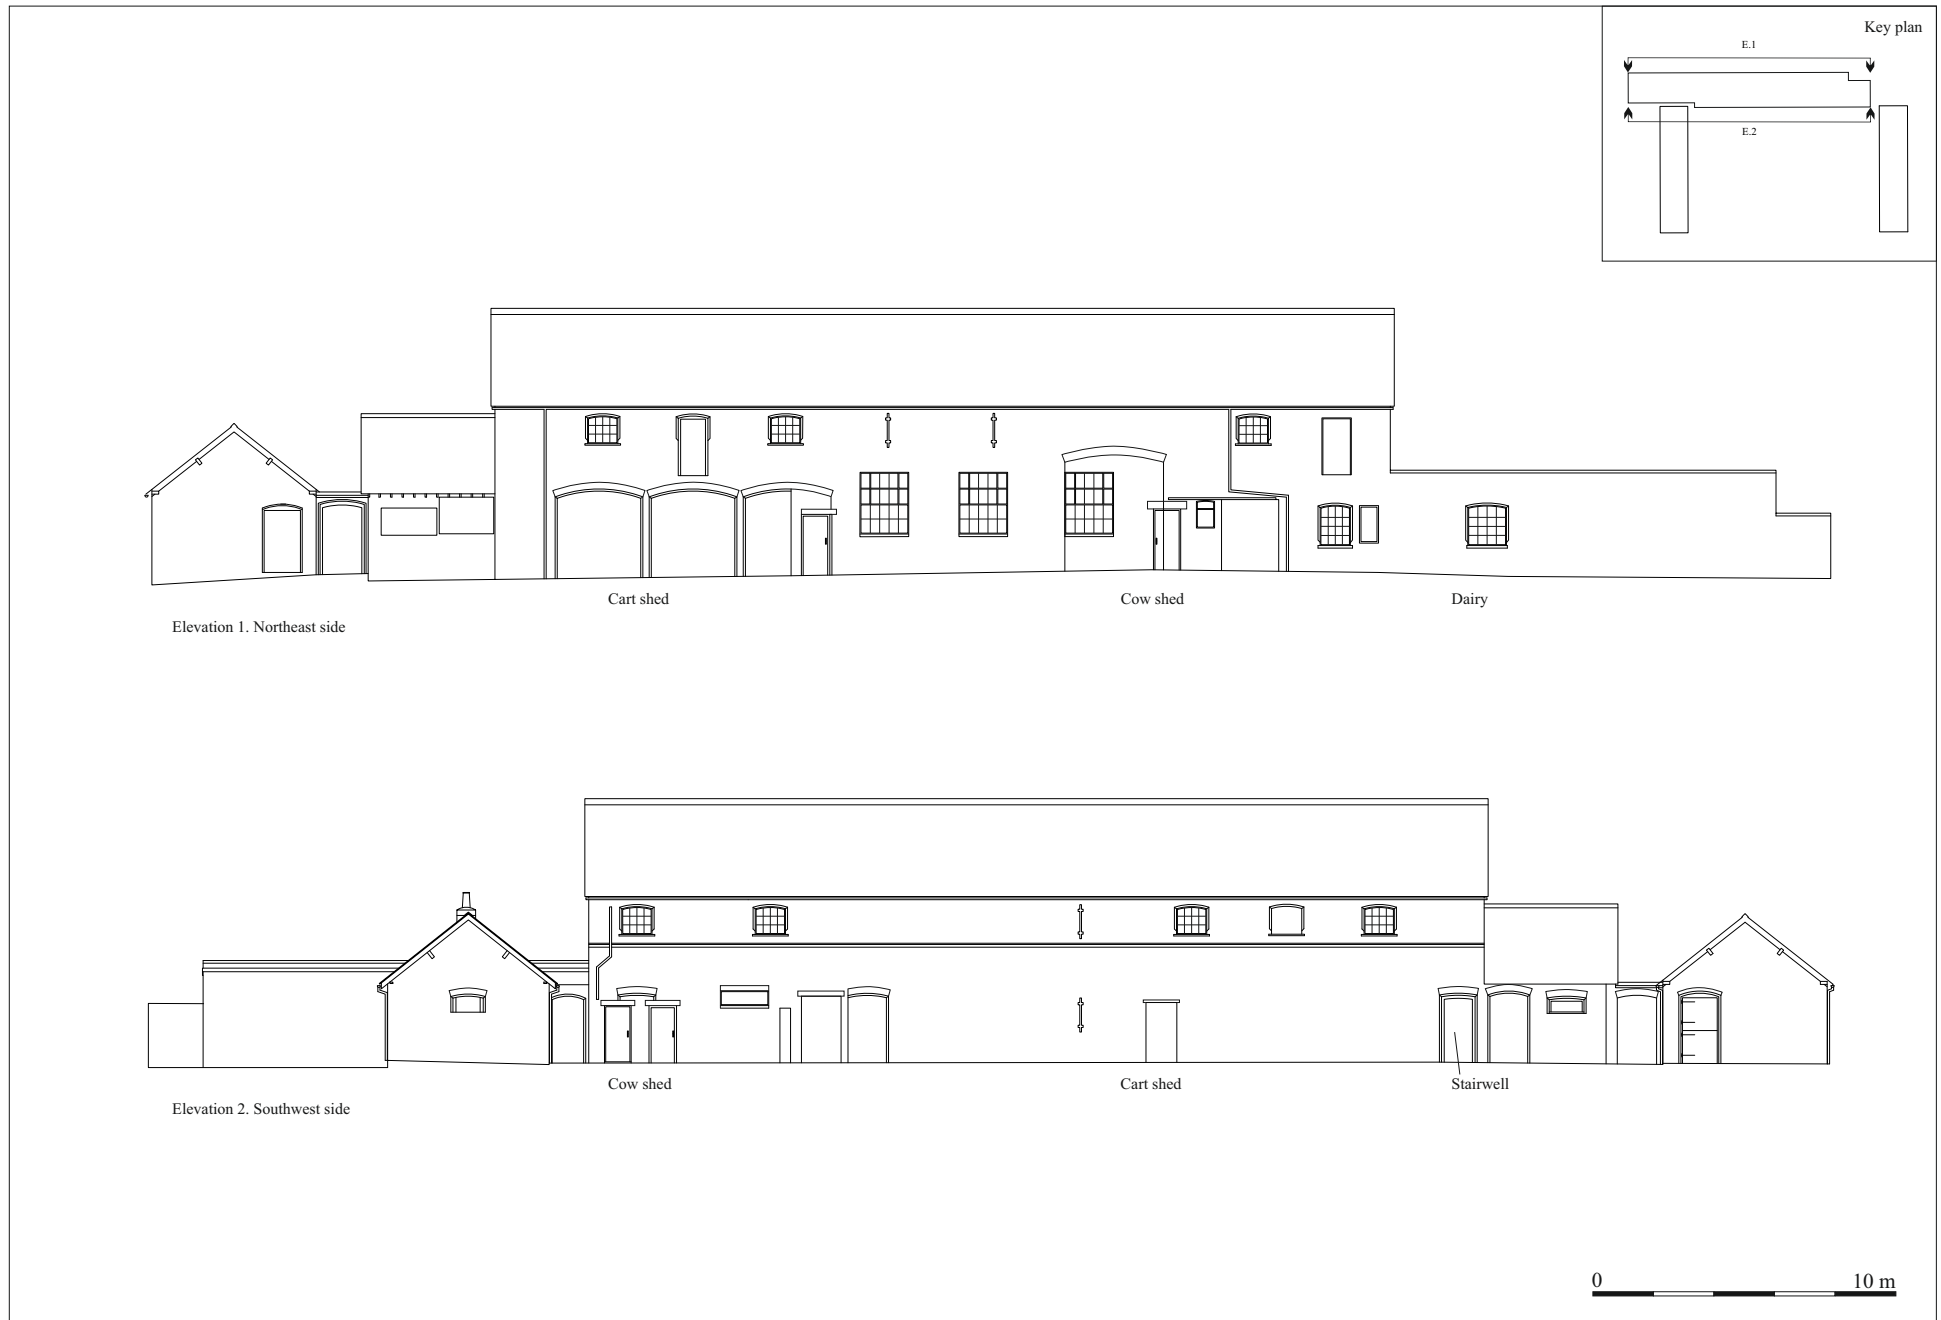 Key plan
E.1
E.2
Cart shed
Cow shed
Dairy
Elevation 1. Northeast side
Cow shed
Cart shed
Stairwell
Elevation 2. Southwest side
0
10 m